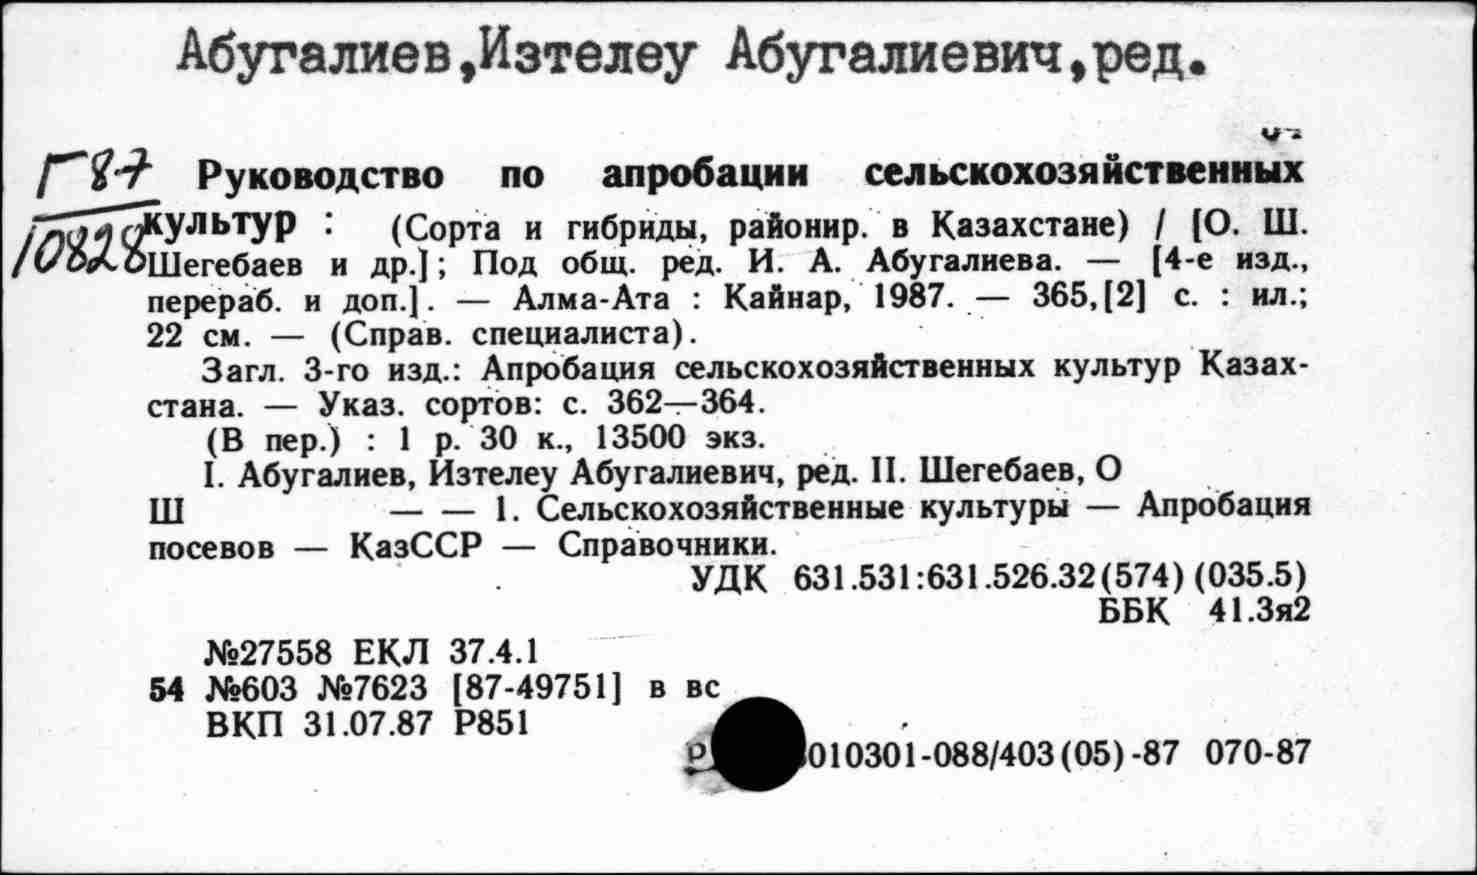 Абугалиев,Изтелеу Абугалиевич,ред.
Г 87
10828
Руководство по апробации сельскохозяйственных
культур : (Сорта и гибриды, районир. в Казахстане) / [О. Ш.
Шегебаев и др.]; Под общ. ред. И. А. Абугалиева. — [4-е изд.,
перераб. и доп.]. — Алма-Ата : Кайнар, 1987. — 365,[2] с. : ил.;
22 см. — (Справ. специалиста).
Загл. 3-го изд.: Апробация сельскохозяйственных культур Казах-
стана. — Указ. сортов: с. 362—364.
(В пер.) : 1 р. 30 к., 13500 экз.
I. Абугалиев, Изтелеу Абугалиевич, ред. II. Шегебаев, О
Ш — — 1. Сельскохозяйственные культуры — Апробация
посевов — КазССР — Справочники.
УДК 631.531:631.526.32(574)(035.5)
ББК 41.3я2
№27558 ЕКЛ 37.4.1
54 №603 №7623 [87-49751] в вс
ВКП 31.07.87 Р851
Р 010301-088/403(05)-87 070-87